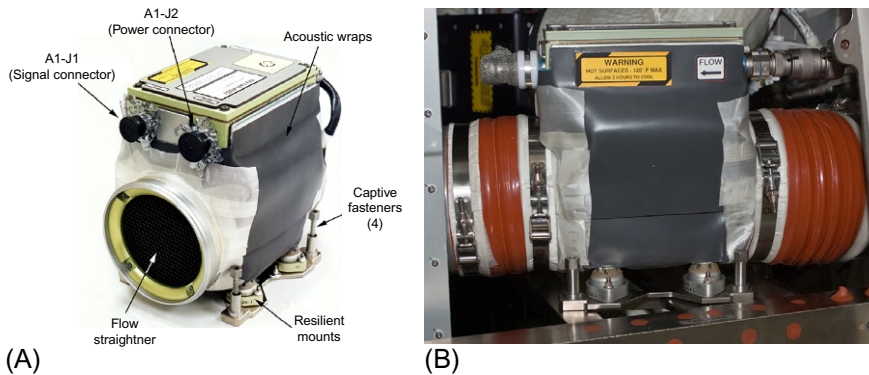 A1-J2
(Power connector)
A1-J1
(Signal connector)
Acoustic wraps
Captive
fasteners
(4)
Flow
straightner
Resilient
mounts
(A)
WARNING
HOT SURFACES - 120° F MAX
ALLOW 2 HOURS TO COOL
FLOW
(B)